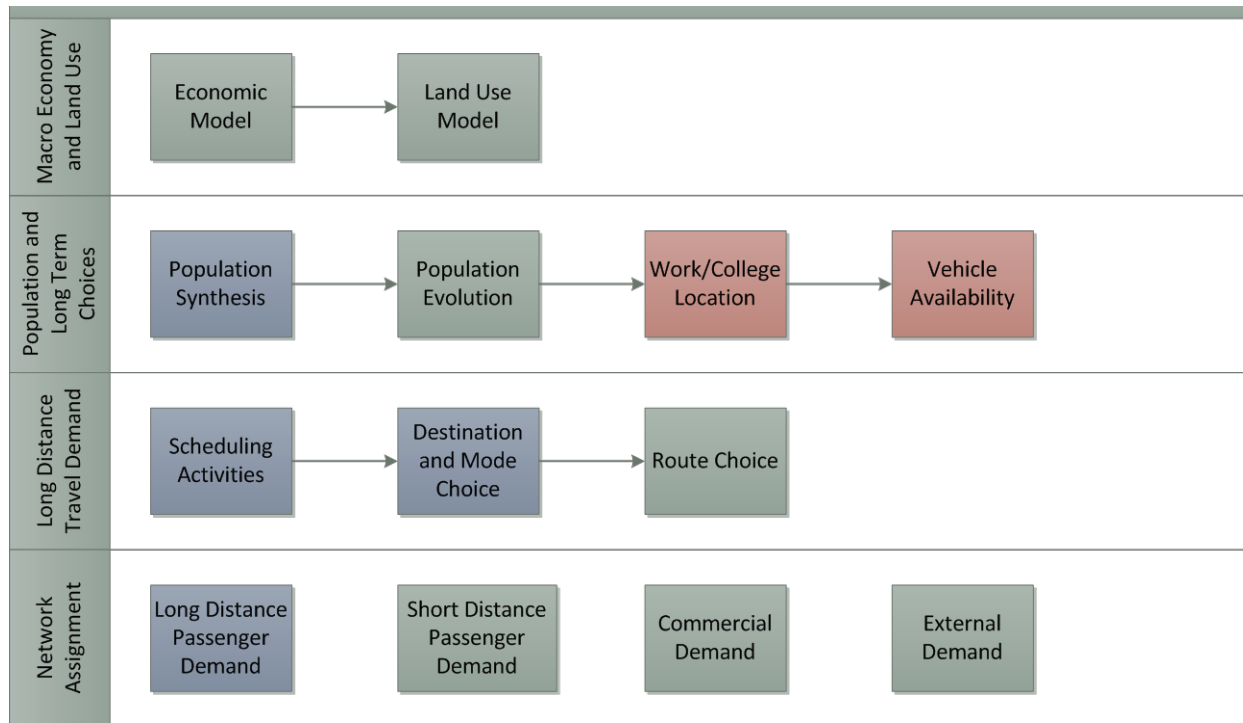 Macro Economy
and Land Use
Economic
Model
Land Use
Model
Population and
Long Term
Choices
Population
Synthesis
Population
Evolution
Work/College
Location
Vehicle
Availability
Long Distance
Travel Demand
Scheduling
Activities
Destination
and Mode
Choice
Route Choice
Network
Assignment
Long Distance
Passenger
Demand
Short Distance
Passenger
Demand
Commercial
Demand
External
Demand